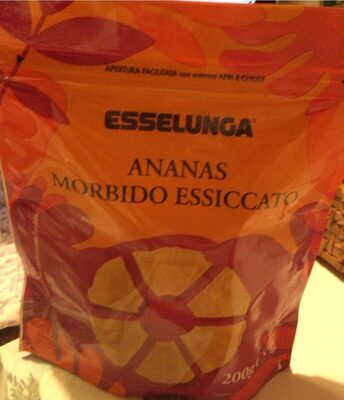 APERTURA FACILITATA con sistema APRI E CHIUDI
ESSELUNGA
ANANAS
MORBIDO ESSICCATO
200g